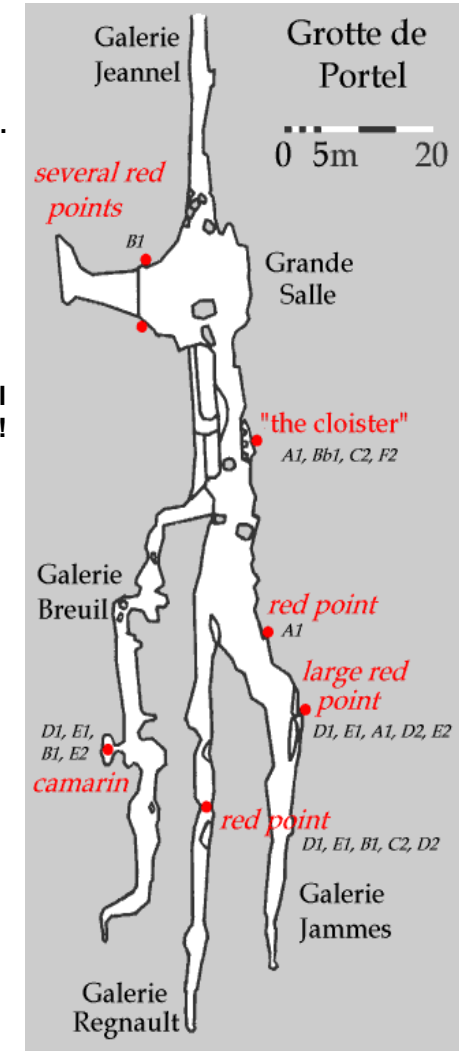 Galerie
Jeannel
Grotte de
Portel
.
0 5m 20
several red
points
B1
Grande
Salle
l
!
"the cloister"
A1, Bb1, C2, F2
Galerie
Breuil
red point
A1
large red
point
D1, E1, A1, D2, E2
D1, E1,
B1, E2
camarin
red point
D1, E1, B1, C2, D2
Galerie
Jammes
Galerie
Regnault